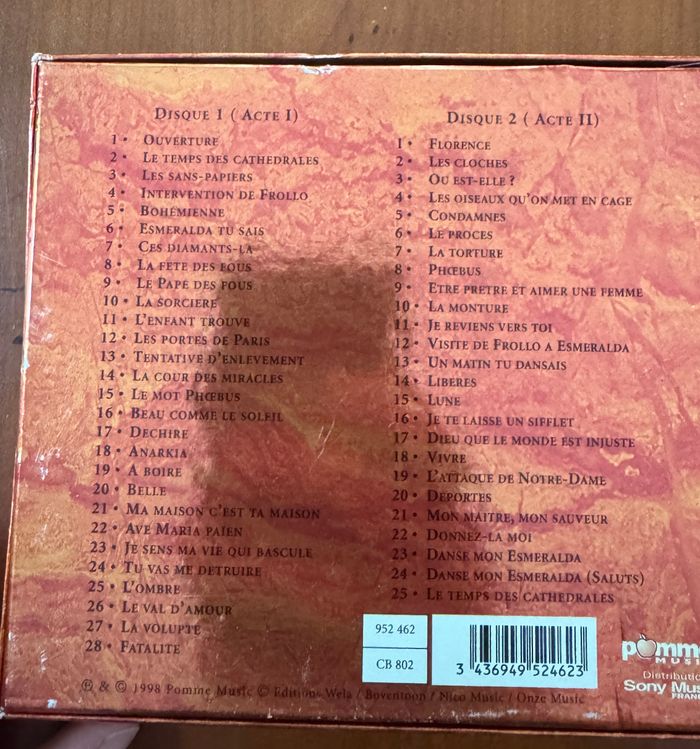 DISQUE 1 ( ACTE I)
1 • OUVERTURE
2 • LE TEMPS DES CATHEDRALES
3 • LES SANS-PAPIERS
4 • INTERVENTION DE FROLLO
5 • BOHEMIENNE
6 • ESMERALDA TU SAIS
7 • CES DIAMANTS-LA
8 • LA FETE DES FOUS
9 • LE PAPE DES FOUS
10 • LA SORCIERE
11 • L'ENFANT TROUVE
12 • LES PORTES DE PARIS
13 • TENTATIVE D'ENLEVEMENT
14 • LA COUR DES MIRACLES
15 • LE MOT PHŒBUS
16 • BEAU COMME LE SOLEIL
17 • DECHIRE
18 • ANARKIA
19 • A BOIRE
20 • BELLE
21 • MA MAISON C'EST TA MAISON
22 • AVE MARIA PAÏEN
23 • JE SENS MA VIE QUI BASCULE
24 • TU VAS ME DETRUIRE
25 • L'OMBRE
26 • LE VAL D'AMOUR
27 • LA VOLUPTE
28 • FATALITE
DISQUE 2 ( ACTE II)
1 • FLORENCE
2 • LES CLOCHES
3 • OU EST-ELLE ?
4 • LES OISEAUX QU'ON MET EN CAGE
5 • CONDAMNES
6 • LE PROCES
7 • LA TORTURE
8 • PHŒBUS
9 • ETRE PRETRE ET AIMER UNE FEMME
10 • LA MONTURE
11 • JE REVIENS VERS TOI
12 • VISITE DE FROLLO A ESMERALDA
13 • UN MATIN TU DANSAIS
14 • LIBERES
15 • LUNE
16 • JE TE LAISSE UN SIFFLET
17 • DIEU QUE LE MONDE EST INJUSTE
18 • VIVRE
19 • L'ATTAQUE DE NOTRE-DAME
20 • DEPORTES
21 • MON MAITRE, MON SAUVEUR
22 • DONNEZ-LA MOI
23 • DANSE MON ESMERALDA
24 • DANSE MON ESMERALDA (SALUTS)
25 • LE TEMPS DES CATHEDRALES
952 462
CB 802
3 436949 524623
pomme
MUSIC
Distribution
Sony Music
FRANCE
℗ & © 1998 POMME MUSIC © EDITIONS WELA / BOVENTOON / NICO MUSIC / ONZE MUSIC